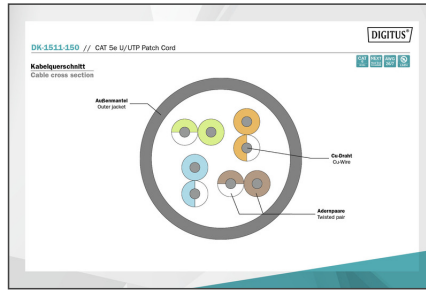 DIGITUS®
DK-1511-150 // CAT 5e U/UTP Patch Cord
Kabelquerschnitt
Cable cross section
Außenmantel
Outer jacket
Cu-Draht
Cu-Wire
Adernpaare
Twisted pair